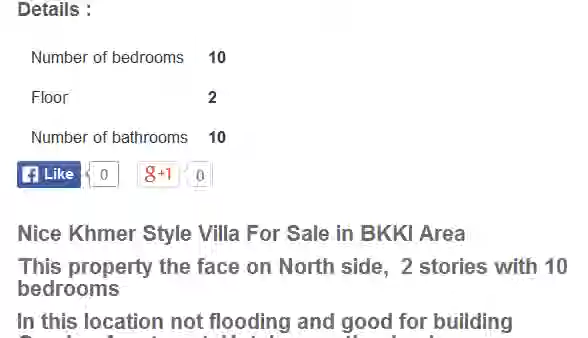 Details :
Number of bedrooms 10
Floor 2
Number of bathrooms 10
Like 0 g+1 0
Nice Khmer Style Villa For Sale in BKKI Area
This property the face on North side, 2 stories with 10
bedrooms
In this location not flooding and good for building